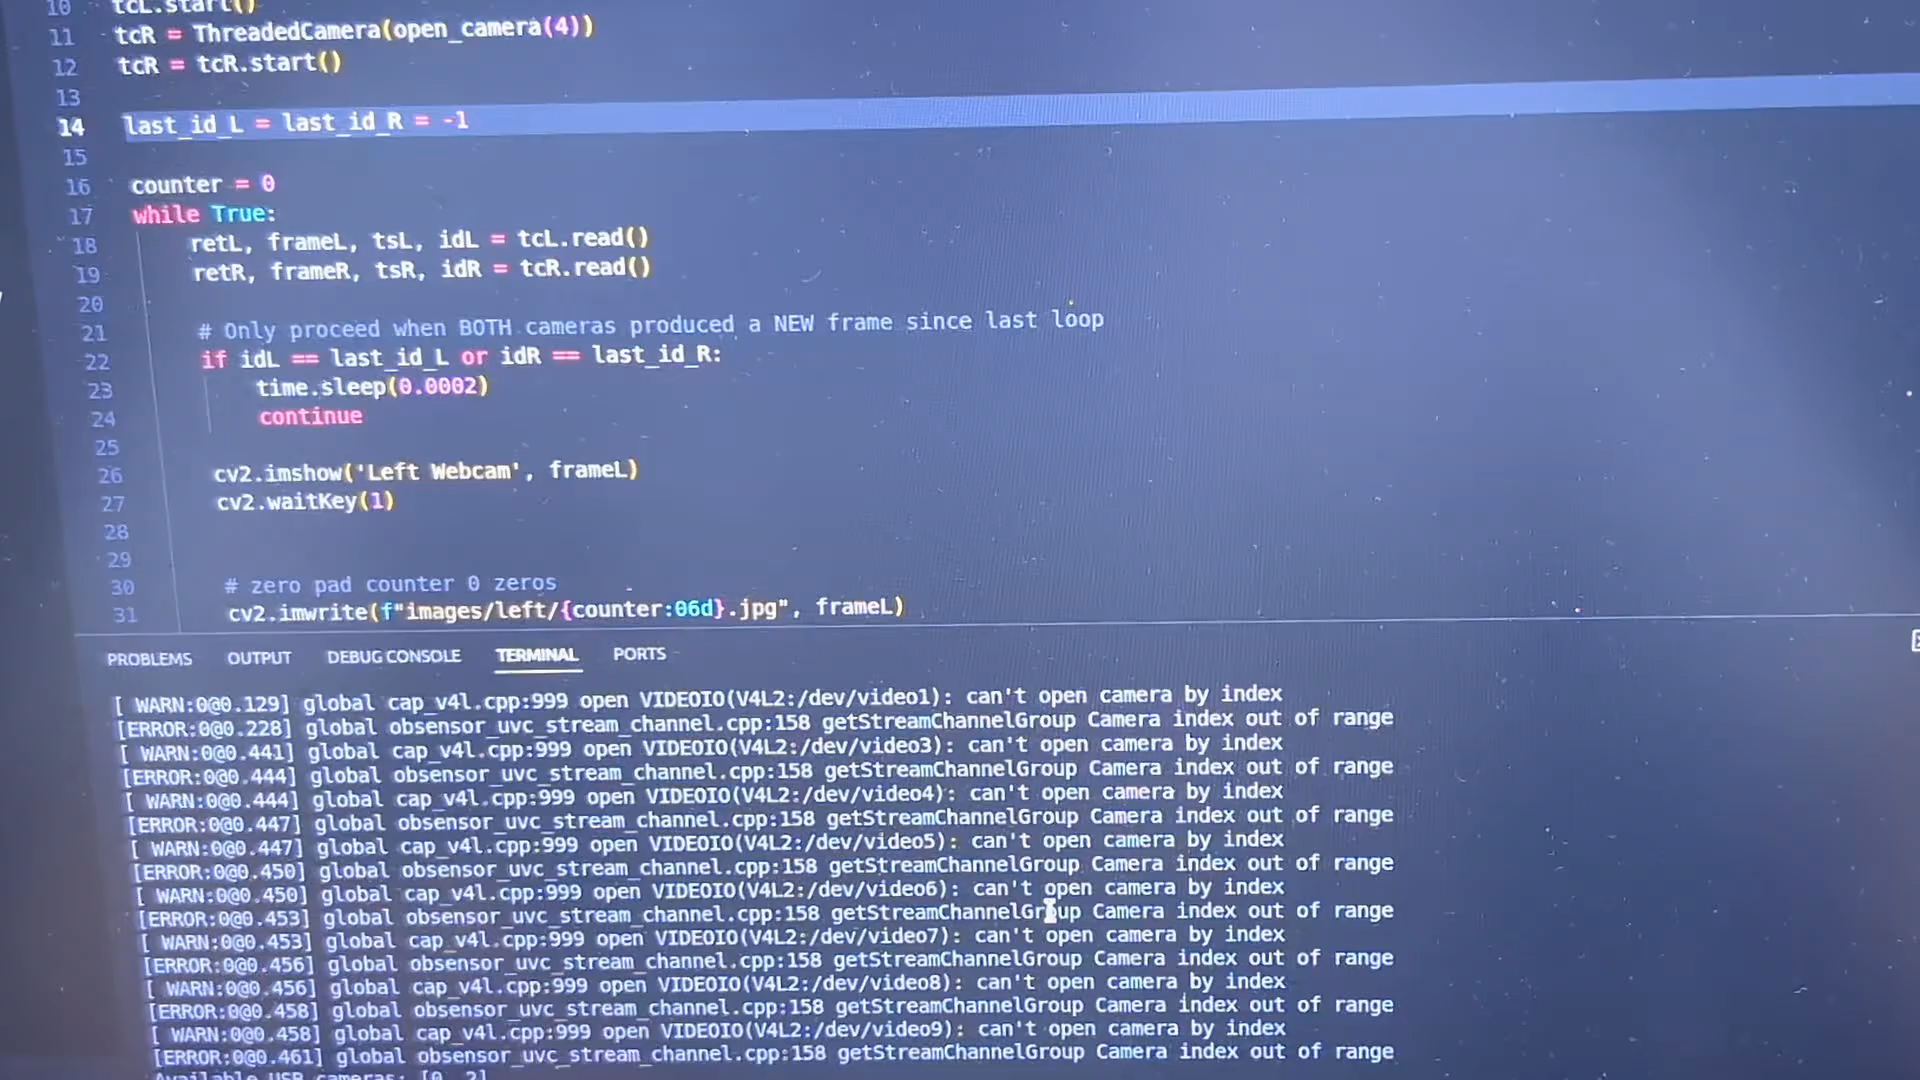 10 tcL.start()
11 tcR = ThreadedCamera(open_camera(4))
12 tcR = tcR.start()
13
14 last_id_L = last_id_R = -1
15
16 counter = 0
17 while True:
18 retL, frameL, tsL, idL = tcL.read()
19 retR, frameR, tsR, idR = tcR.read()
20
21 # Only proceed when BOTH cameras produced a NEW frame since last loop
22 if idL == last_id_L or idR == last_id_R:
23 time.sleep(0.0002)
24 continue
25
26 cv2.imshow('Left Webcam', frameL)
27 cv2.waitKey(1)
28
29
30 # zero pad counter 0 zeros
31 cv2.imwrite(f"images/left/{counter:06d}.jpg", frameL)
PROBLEMS OUTPUT DEBUG CONSOLE TERMINAL PORTS
[ WARN:0@0.129] global cap_v4l.cpp:999 open VIDEOIO(V4L2:/dev/video1): can't open camera by index
[ERROR:0@0.228] global obsensor_uvc_stream_channel.cpp:158 getStreamChannelGroup Camera index out of range
[ WARN:0@0.441] global cap_v4l.cpp:999 open VIDEOIO(V4L2:/dev/video3): can't open camera by index
[ERROR:0@0.444] global obsensor_uvc_stream_channel.cpp:158 getStreamChannelGroup Camera index out of range
[ WARN:0@0.444] global cap_v4l.cpp:999 open VIDEOIO(V4L2:/dev/video4): can't open camera by index
[ERROR:0@0.447] global obsensor_uvc_stream_channel.cpp:158 getStreamChannelGroup Camera index out of range
[ WARN:0@0.447] global cap_v4l.cpp:999 open VIDEOIO(V4L2:/dev/video5): can't open camera by index
[ERROR:0@0.450] global obsensor_uvc_stream_channel.cpp:158 getStreamChannelGroup Camera index out of range
[ WARN:0@0.450] global cap_v4l.cpp:999 open VIDEOIO(V4L2:/dev/video6): can't open camera by index
[ERROR:0@0.453] global obsensor_uvc_stream_channel.cpp:158 getStreamChannelGroup Camera index out of range
[ WARN:0@0.453] global cap_v4l.cpp:999 open VIDEOIO(V4L2:/dev/video7): can't open camera by index
[ERROR:0@0.456] global obsensor_uvc_stream_channel.cpp:158 getStreamChannelGroup Camera index out of range
[ WARN:0@0.456] global cap_v4l.cpp:999 open VIDEOIO(V4L2:/dev/video8): can't open camera by index
[ERROR:0@0.458] global obsensor_uvc_stream_channel.cpp:158 getStreamChannelGroup Camera index out of range
[ WARN:0@0.458] global cap_v4l.cpp:999 open VIDEOIO(V4L2:/dev/video9): can't open camera by index
[ERROR:0@0.461] global obsensor_uvc_stream_channel.cpp:158 getStreamChannelGroup Camera index out of range
Available USB cameras: [0, 2]